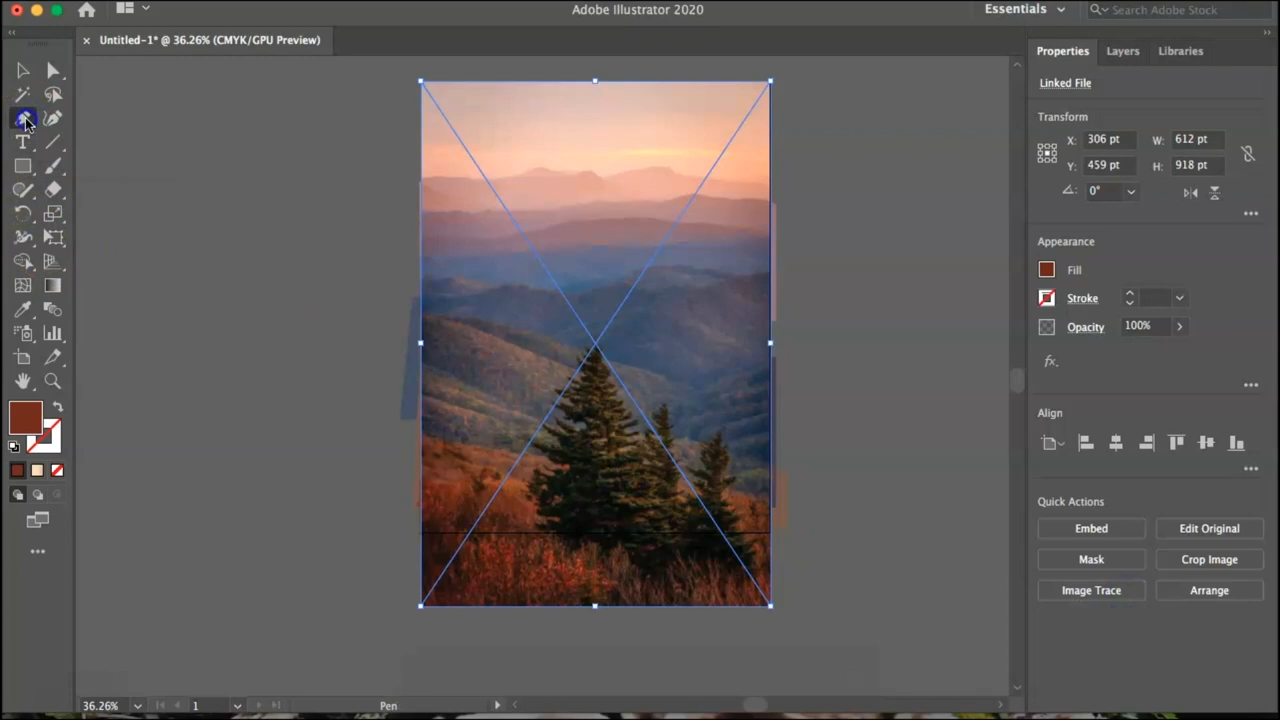 Adobe Illustrator 2020
Essentials
Search Adobe Stock
× Untitled-1* @ 36.26% (CMYK/GPU Preview)
Properties
Layers
Libraries
Linked File
Transform
X: 306 pt
W: 612 pt
Y: 459 pt
H: 918 pt
0°
Appearance
Fill
Stroke
Opacity
100%
fx.
Align
Quick Actions
Embed
Edit Original
Mask
Crop Image
Image Trace
Arrange
36.26%
1
Pen